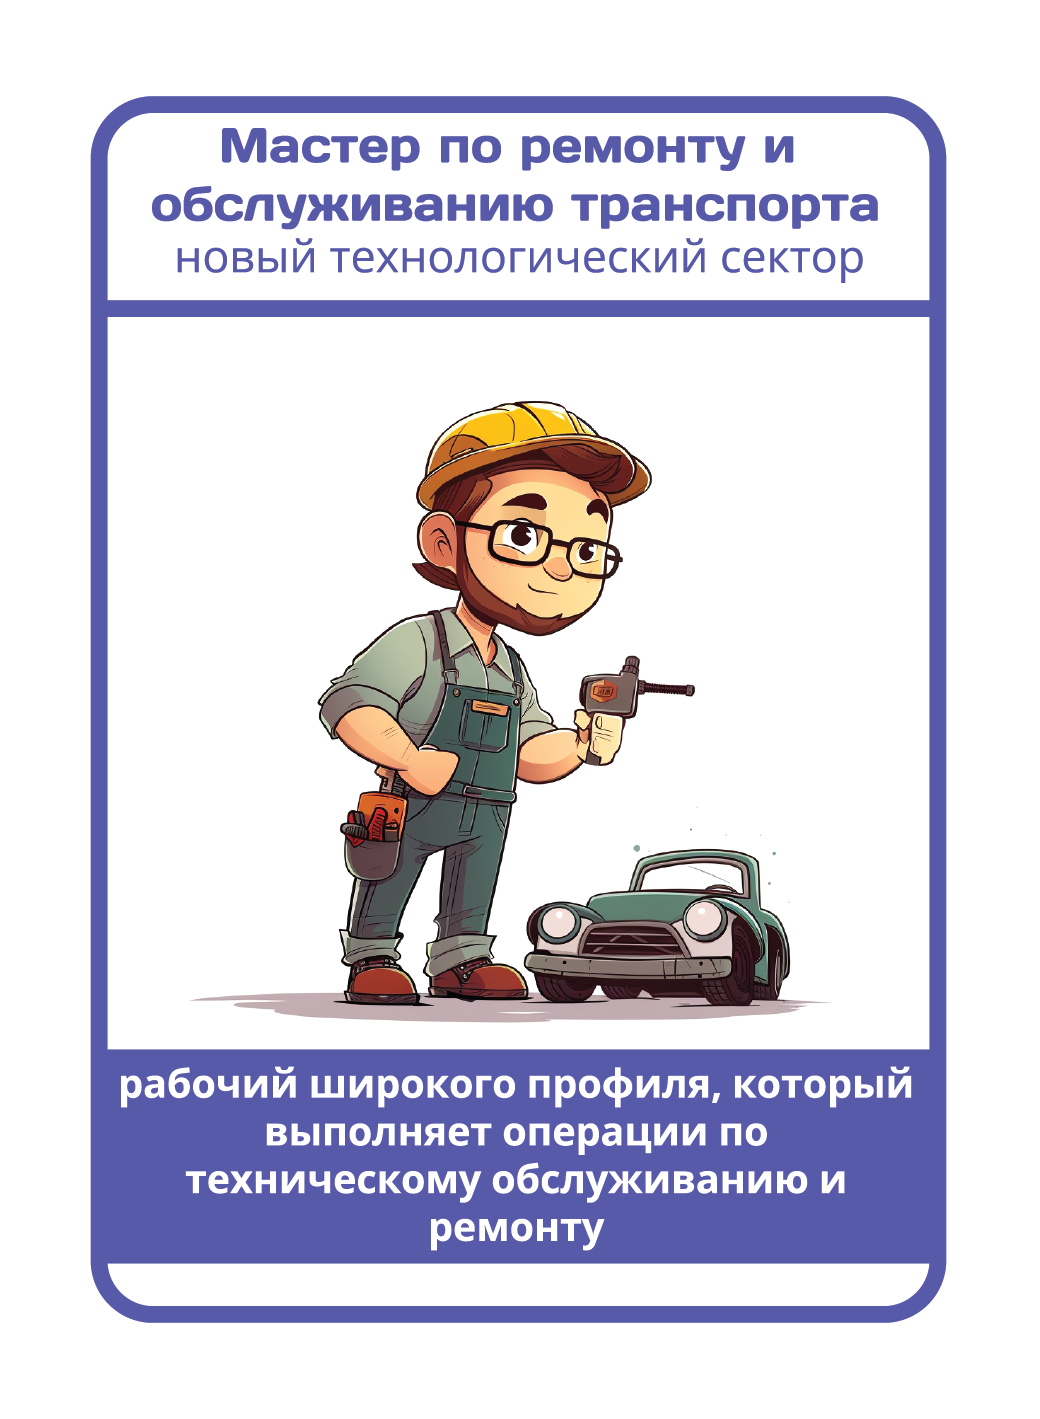 Мастер по ремонту и
обслуживанию транспорта
новый технологический сектор
рабочий широкого профиля, который
выполняет операции по
техническому обслуживанию и
ремонту